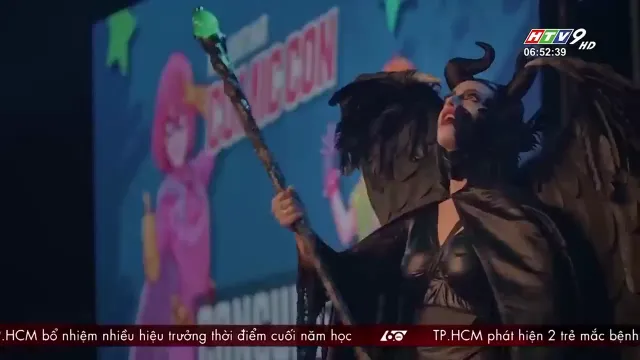 HTV9 HD
06:52:39
COMIC CON
P.HCM bổ nhiệm nhiều hiệu trưởng thời điểm cuối năm học
60
TP.HCM phát hiện 2 trẻ mắc bệnh